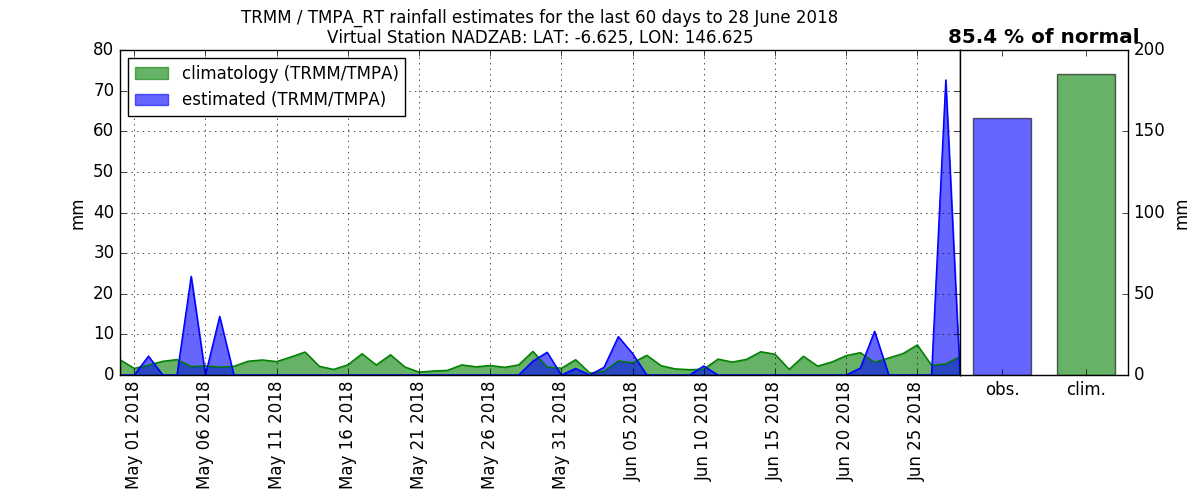 TRMM / TMPA_RT rainfall estimates for the last 60 days to 28 June 2018
Virtual Station NADZAB: LAT: -6.625, LON: 146.625
85.4 % of normal
climatology (TRMM/TMPA)
estimated (TRMM/TMPA)
80
70
60
50
40
30
20
10
0
mm
May 01 2018
May 06 2018
May 11 2018
May 16 2018
May 21 2018
May 26 2018
May 31 2018
Jun 05 2018
Jun 10 2018
Jun 15 2018
Jun 20 2018
Jun 25 2018
obs.
clim.
200
150
100
50
0
mm